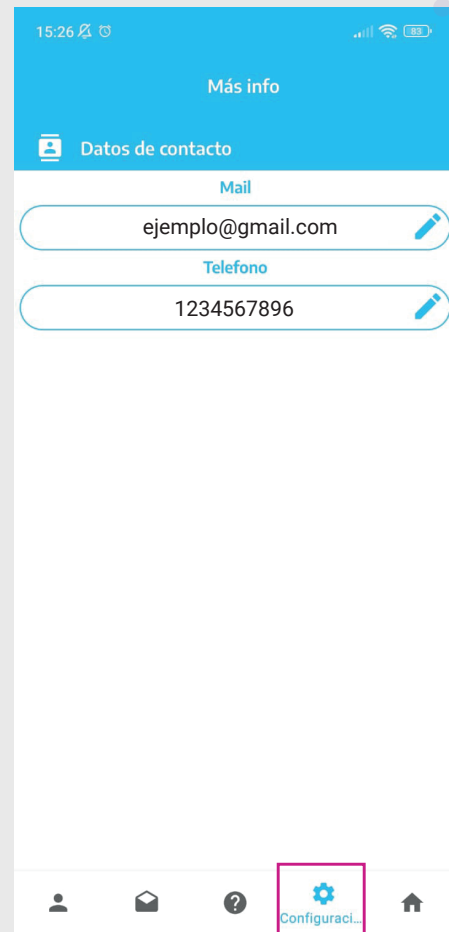 15:26
83
Más info
Datos de contacto
Mail
ejemplo@gmail.com
Telefono
1234567896
Configuraci...